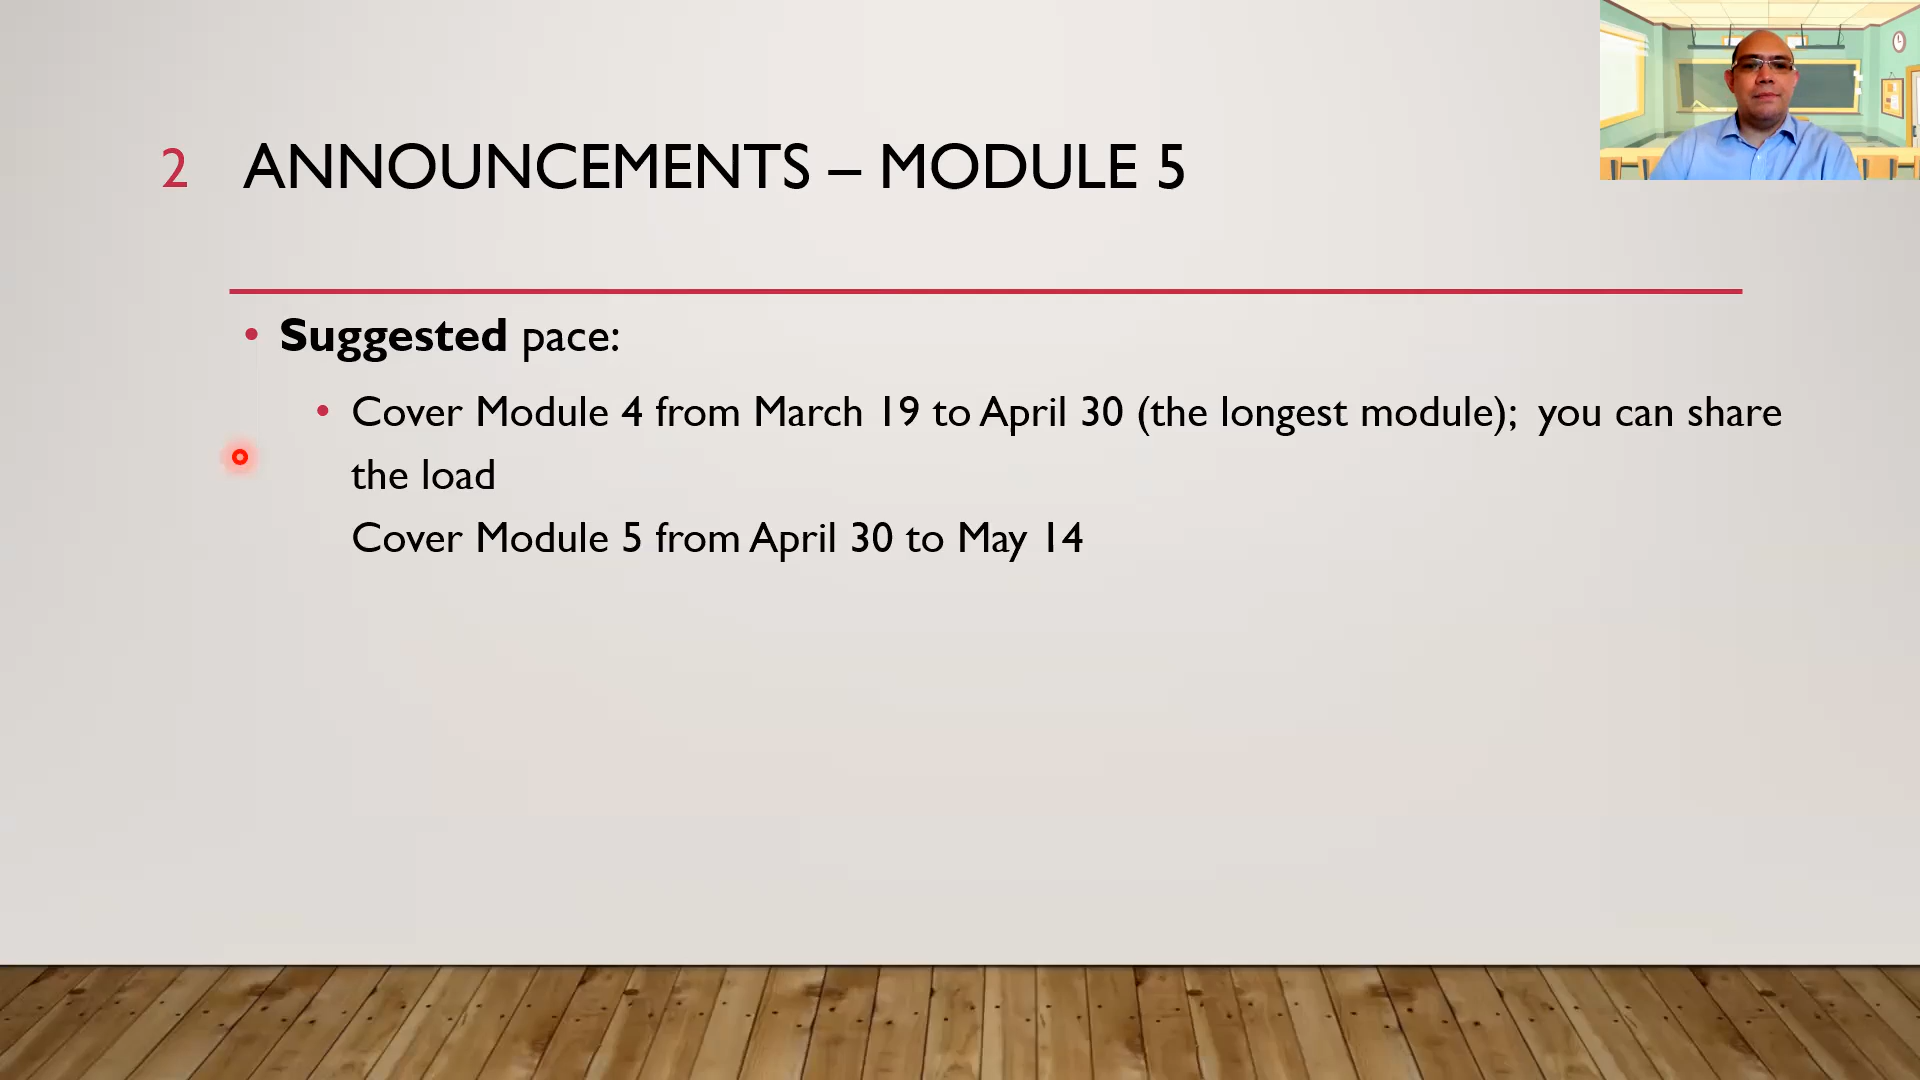 2 ANNOUNCEMENTS – MODULE 5
• Suggested pace:
• Cover Module 4 from March 19 to April 30 (the longest module); you can share
the load
Cover Module 5 from April 30 to May 14